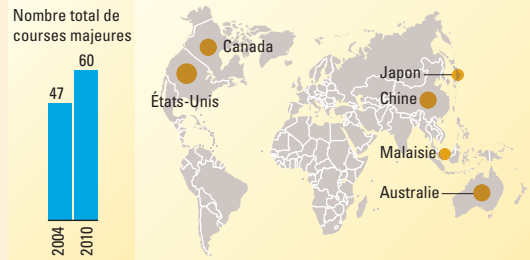 Nombre total de
courses majeures
60
47
2004
2010
Canada
États-Unis
Japon
Chine
Malaisie
Australie